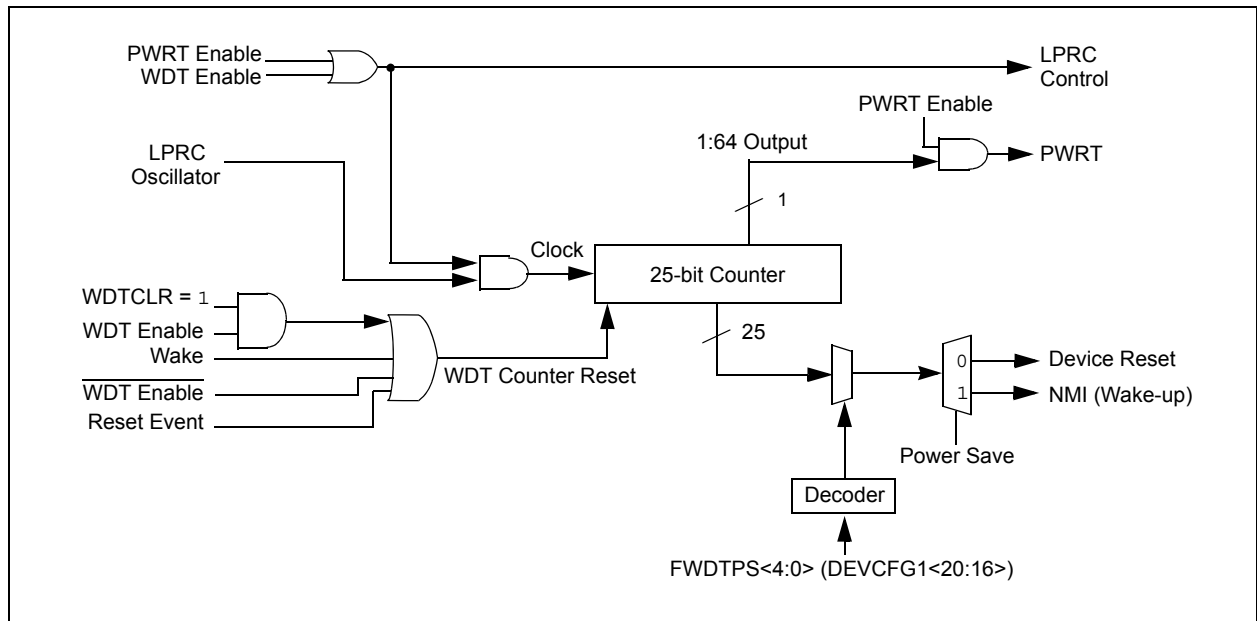 PWRT Enable
WDT Enable
LPRC
Control
PWRT Enable
1:64 Output
PWRT
LPRC
Oscillator
1
Clock
25-bit Counter
WDTCLR = 1
WDT Enable
Wake
WDT Enable
Reset Event
WDT Counter Reset
25
0
1
Device Reset
NMI (Wake-up)
Power Save
Decoder
FWDTPS<4:0> (DEVCFG1<20:16>)